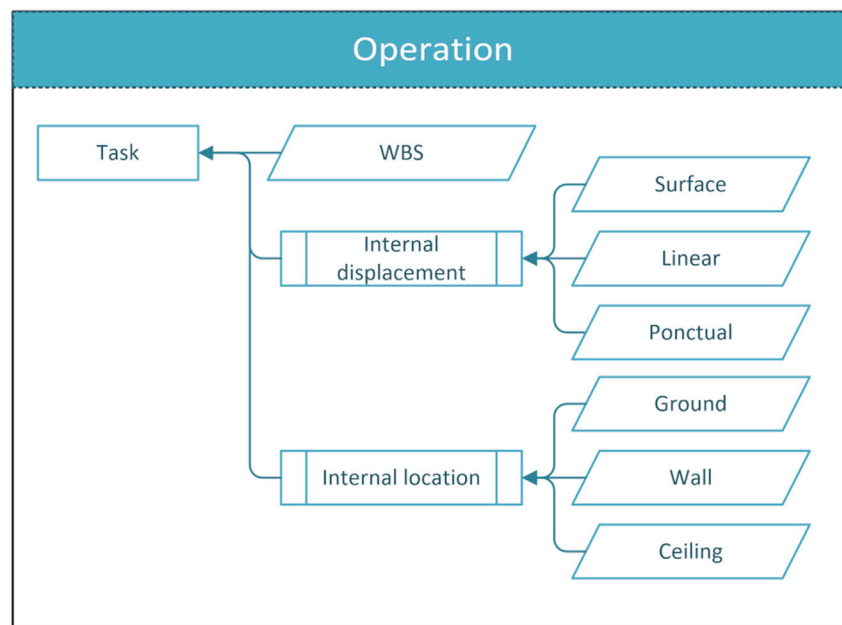 Operation
Task
WBS
Surface
Internal
displacement
Linear
Ponctual
Ground
Internal location
Wall
Ceiling